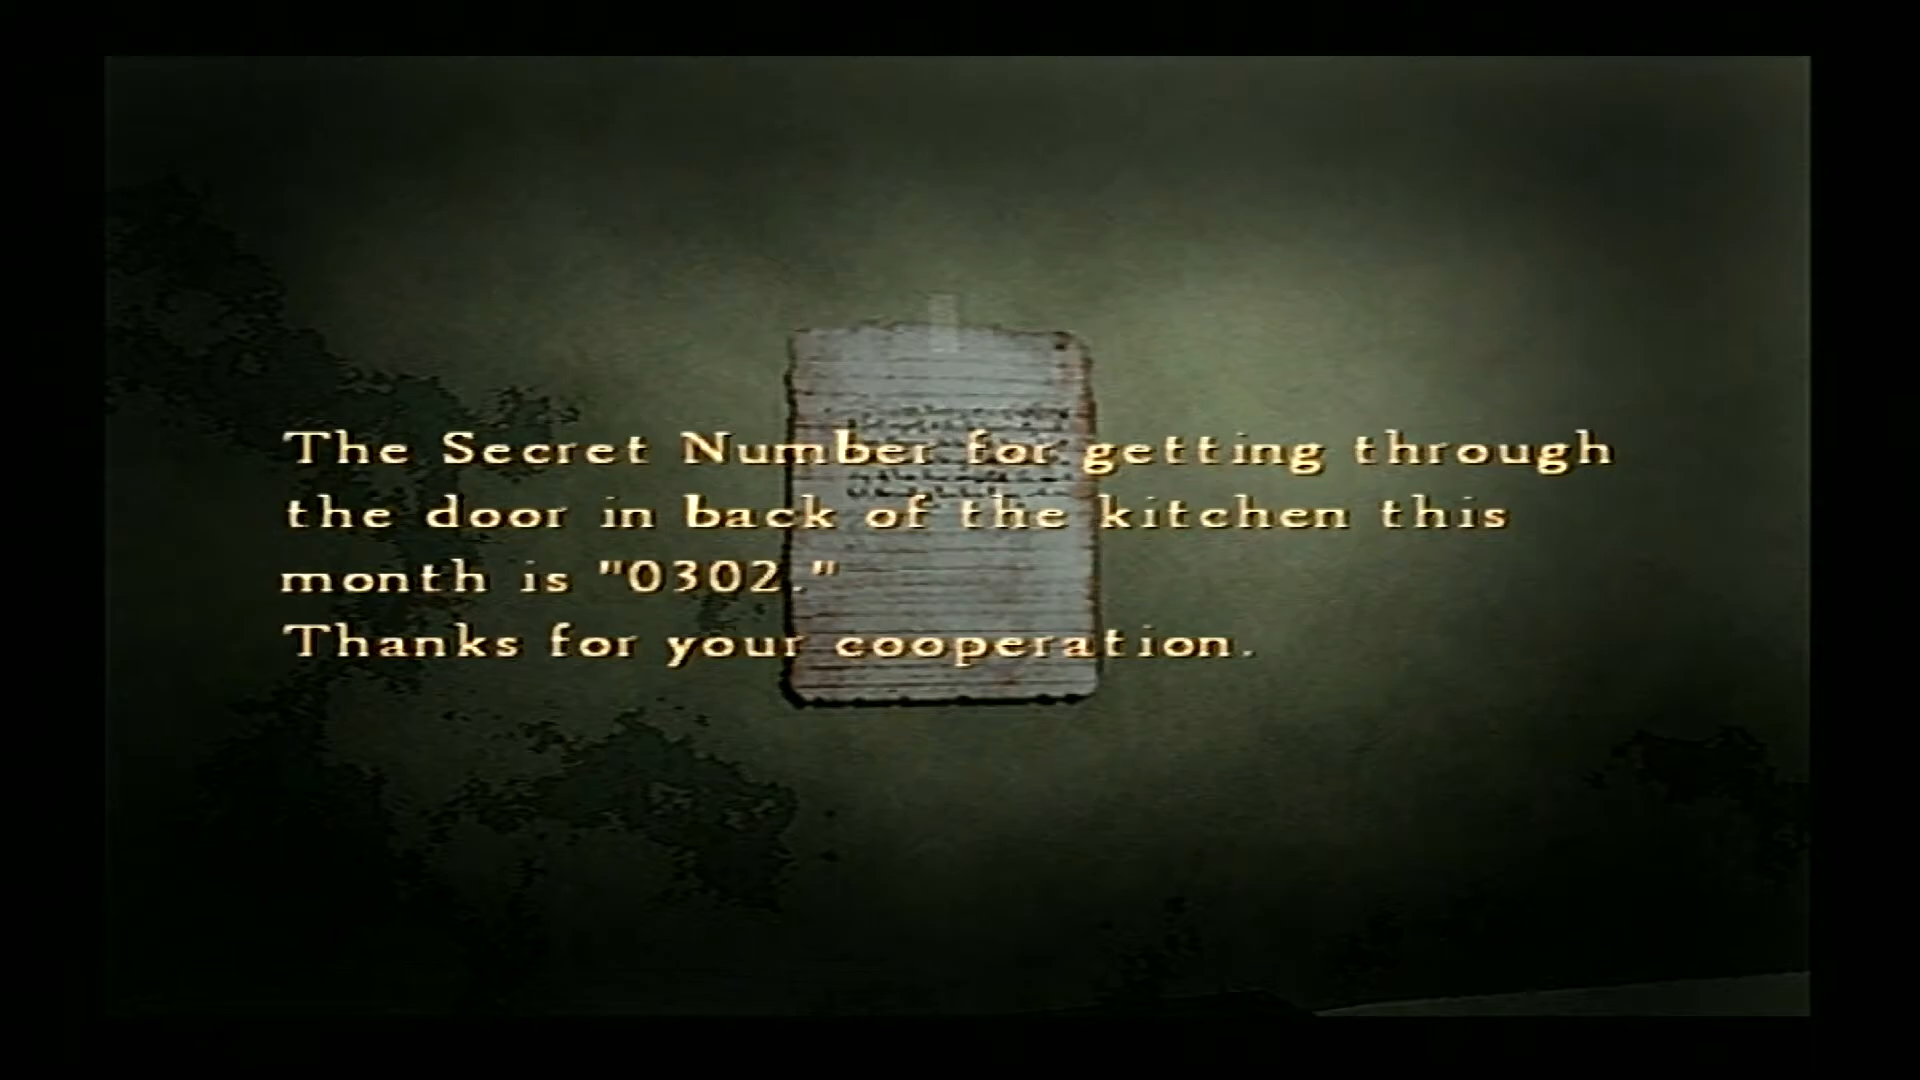 The Secret Number for getting through
the door in back of the kitchen this
month is "0302."
Thanks for your cooperation.